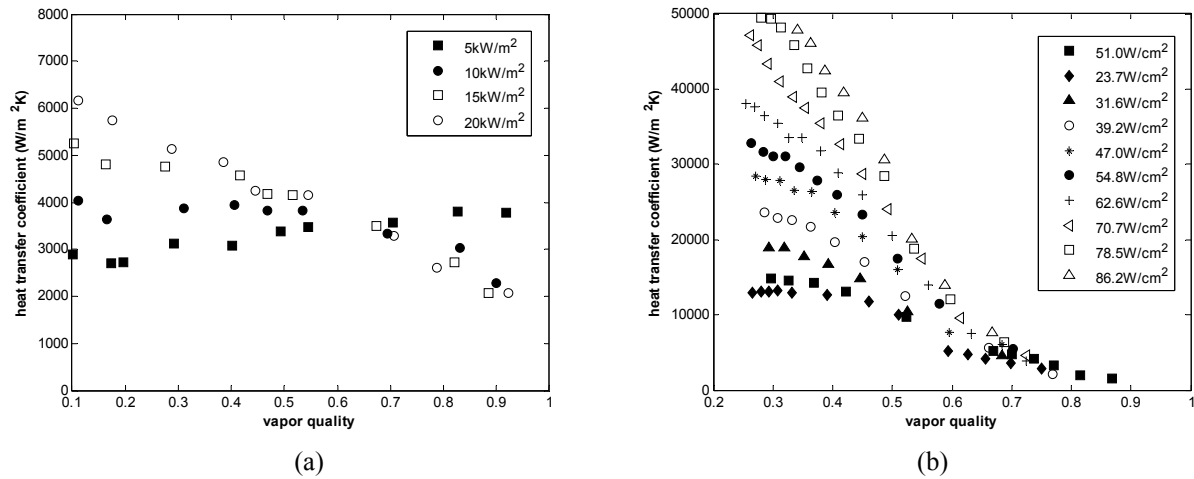 8000
7000
6000
5000
4000
3000
2000
1000
0
heat transfer coefficient (W/m ²K)
0.1
0.2
0.3
0.4
0.5
0.6
0.7
0.8
0.9
1
vapor quality
5kW/m²
10kW/m²
15kW/m²
20kW/m²
(a)
50000
40000
30000
20000
10000
0
heat transfer coefficient (W/m ²K)
0.2
0.3
0.4
0.5
0.6
0.7
0.8
0.9
1
vapor quality
51.0W/cm²
23.7W/cm²
31.6W/cm²
39.2W/cm²
47.0W/cm²
54.8W/cm²
62.6W/cm²
70.7W/cm²
78.5W/cm²
86.2W/cm²
(b)